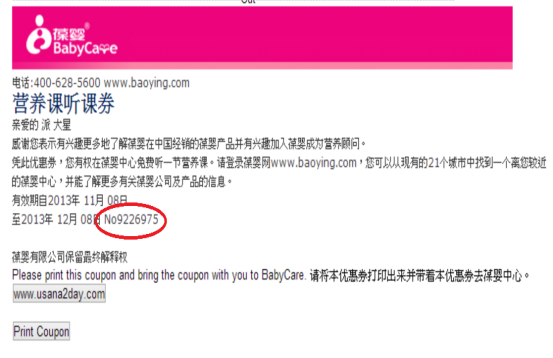 葆婴®
BabyCare
电话:400-628-5600 www.baoying.com
营养课听课券
亲爱的 派 大星
感谢您表示有兴趣更多地了解葆婴在中国经销的葆婴产品并有兴趣加入葆婴成为营养顾问。
凭此优惠券，您有权在葆婴中心免费听一节营养课。请登录葆婴网www.baoying.com，您可以从现有的21个城市中找到一个离您较近
的葆婴中心，并能了解更多有关葆婴公司及产品的信息。
有效期自2013年 11月 08日
至2013年 12月 08日 No9226975
葆婴有限公司保留最终解释权
Please print this coupon and bring the coupon with you to BabyCare. 请将本优惠券打印出来并带着本优惠券去葆婴中心。
www.usana2day.com
Print Coupon